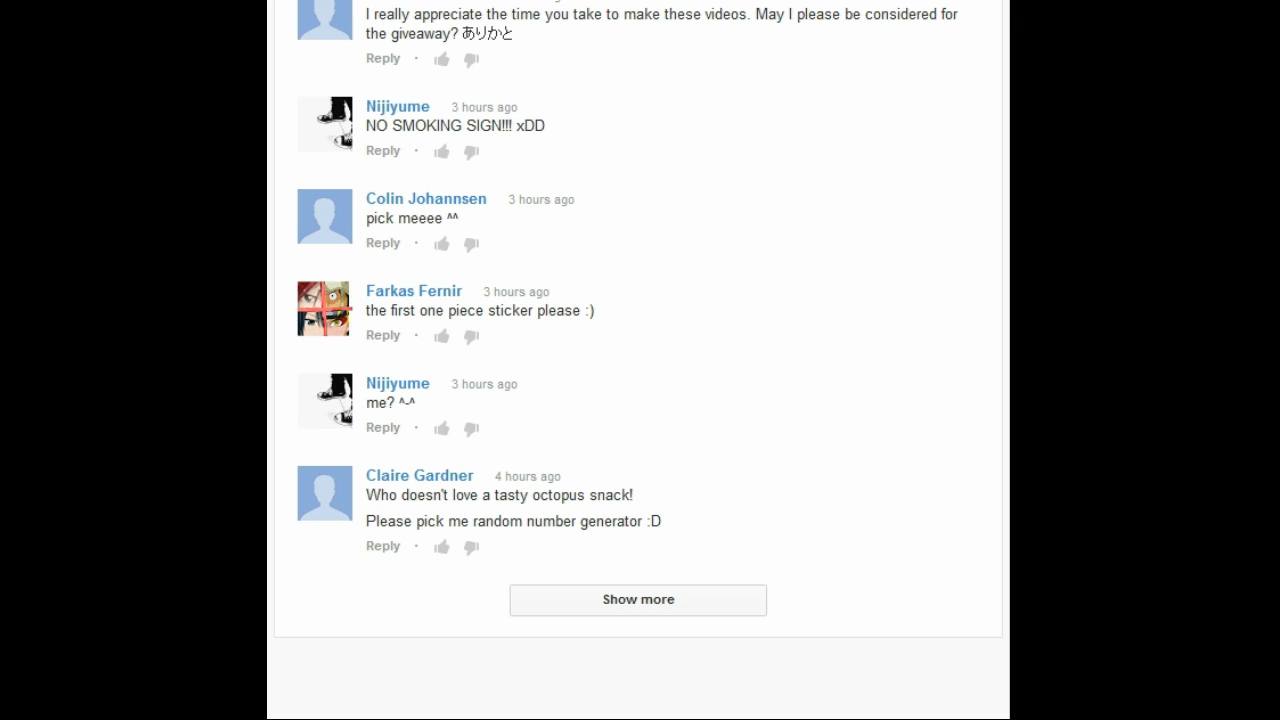 I really appreciate the time you take to make these videos. May I please be considered for
the giveaway? ありかと
Reply ·
Nijiyume 3 hours ago
NO SMOKING SIGN!!! xDD
Reply ·
Colin Johannsen 3 hours ago
pick meeee ^^
Reply ·
Farkas Fernir 3 hours ago
the first one piece sticker please :)
Reply ·
Nijiyume 3 hours ago
me? ^-^
Reply ·
Claire Gardner 4 hours ago
Who doesn't love a tasty octopus snack!
Please pick me random number generator :D
Reply ·
Show more